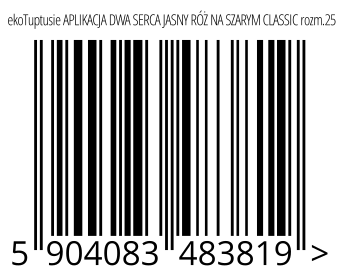 ekoTuptusie APLIKACJA DWA SERCA JASNY RÓŻ NA SZARYM CLASSIC rozm.25
5 904083 483819 >